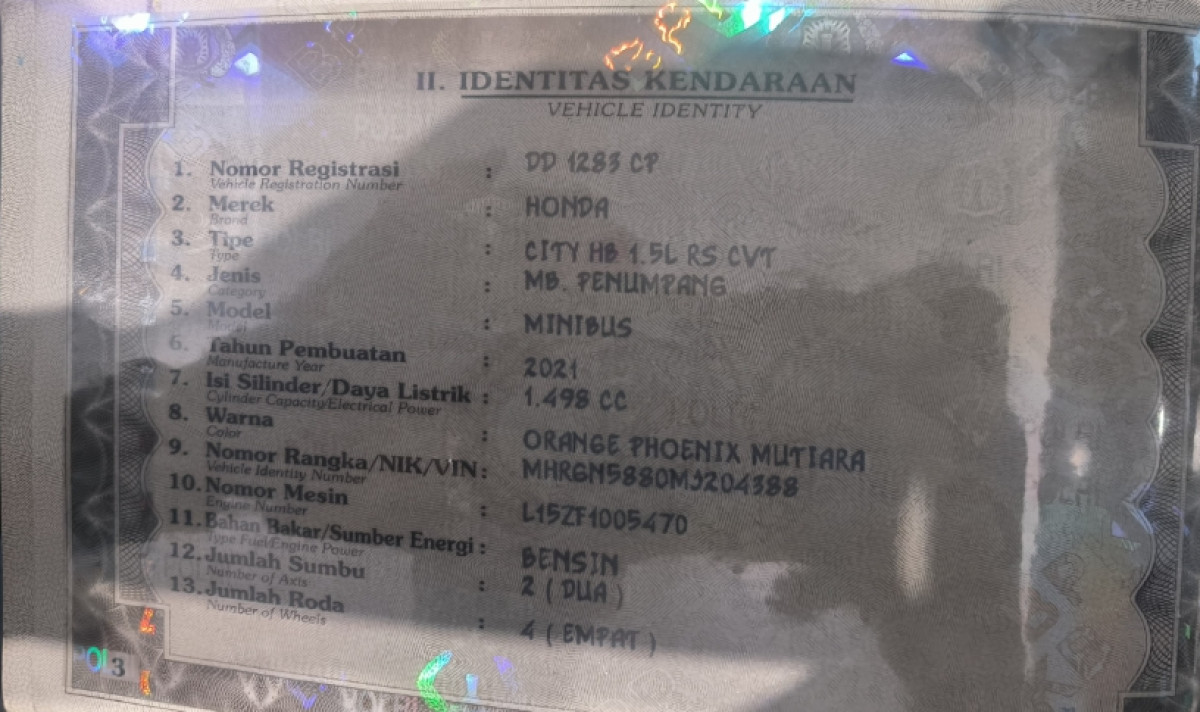 II. IDENTITAS KENDARAAN
VEHICLE IDENTITY
1. Nomor Registrasi : DD 1283 CP
Vehicle Registration Number
2. Merek : HONDA
Brand
3. Tipe : CITY HB 1.5L RS CVT
Type
4. Jenis : MB. PENUMPANG
Category
5. Model : MINIBUS
Model
6. Tahun Pembuatan : 2021
Manufacture Year
7. Isi Silinder/Daya Listrik : 1.498 CC
Cylinder Capacity/Electrical Power
8. Warna : ORANGE PHOENIX MUTIARA
Color
9. Nomor Rangka/NIK/VIN : MHRGN5880MJ204388
Vehicle Identity Number
10. Nomor Mesin : L15ZF1005470
Engine Number
11. Bahan Bakar/Sumber Energi : BENSIN
Type Fuel/Engine Power
12. Jumlah Sumbu : 2 ( DUA )
Number of Axis
13. Jumlah Roda : 4 ( EMPAT )
Number of Wheels
3